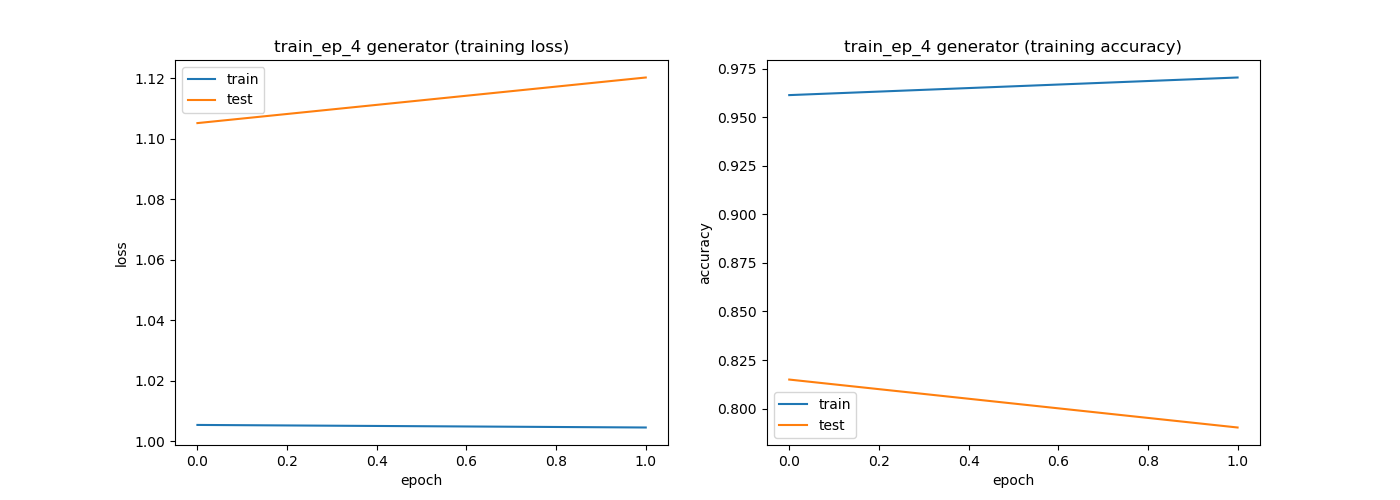 train_ep_4 generator (training loss)
1.12
1.10
1.08
1.06
1.04
1.02
1.00
loss
train
test
0.0 0.2 0.4 0.6 0.8 1.0
epoch
train_ep_4 generator (training accuracy)
0.975
0.950
0.925
0.900
0.875
0.850
0.825
0.800
accuracy
train
test
0.0 0.2 0.4 0.6 0.8 1.0
epoch